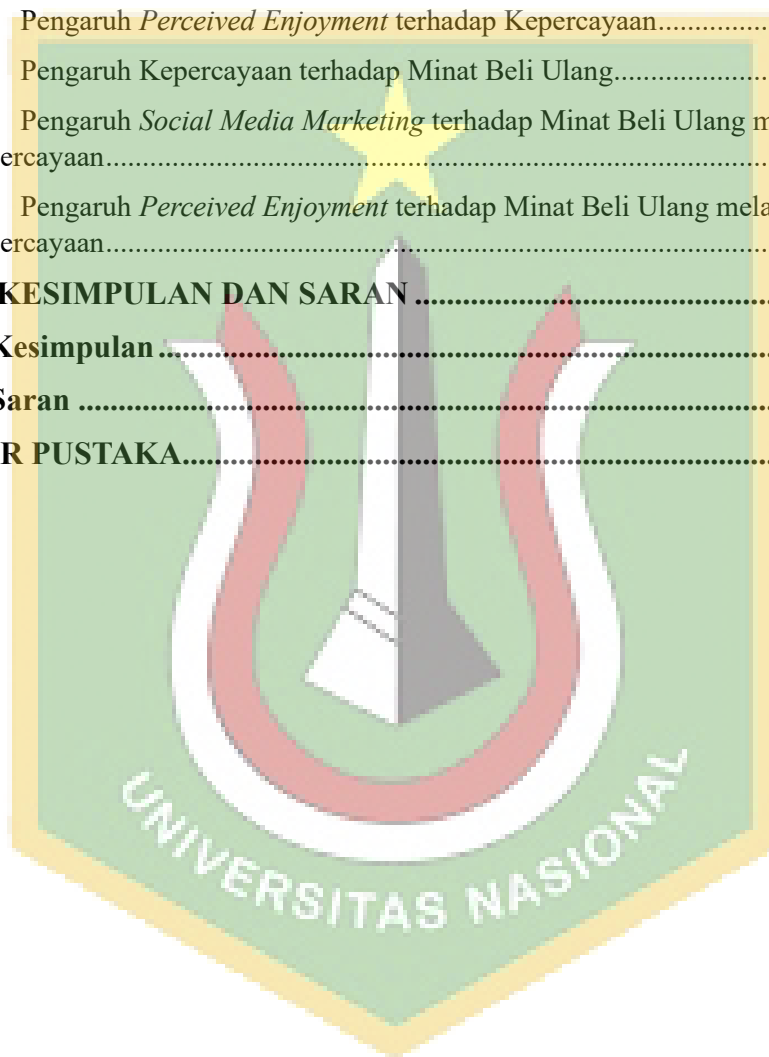 Pengaruh Perceived Enjoyment terhadap Kepercayaan..................
Pengaruh Kepercayaan terhadap Minat Beli Ulang.......................
Pengaruh Social Media Marketing terhadap Minat Beli Ulang m
ercayaan.....................................................................................
Pengaruh Perceived Enjoyment terhadap Minat Beli Ulang mela
ercayaan.....................................................................................
KESIMPULAN DAN SARAN.............................................
Kesimpulan.............................................................................
Saran.......................................................................................
R PUSTAKA..........................................................................
UNIVERSITAS NASIONAL